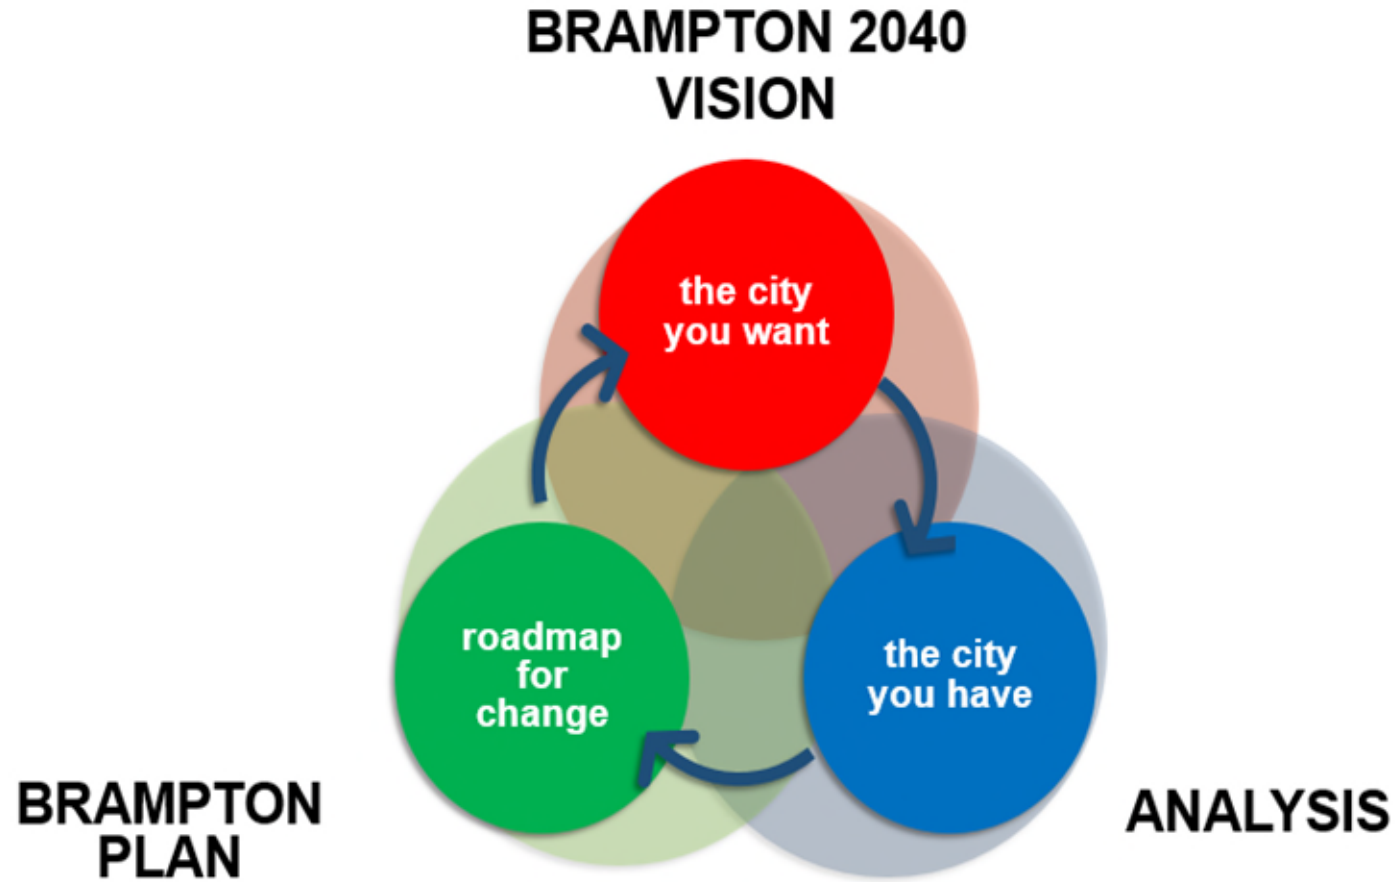 BRAMPTON 2040
VISION
the city
you want
roadmap
for
change
the city
you have
BRAMPTON
PLAN
ANALYSIS